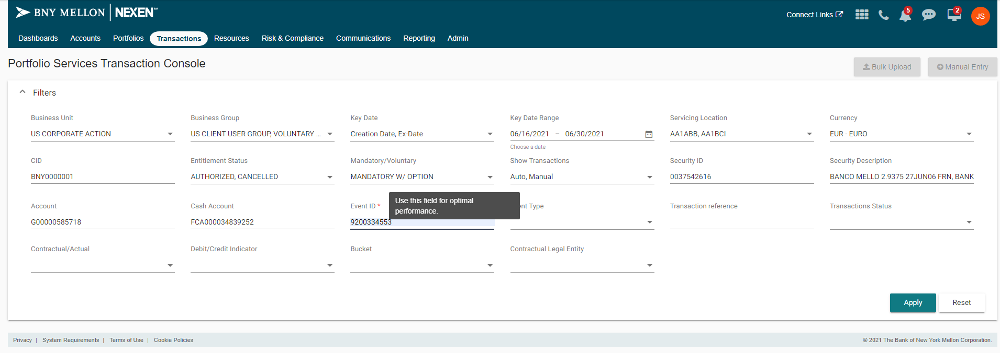 BNY MELLON | NEXEN℠
Connect Links
5
2
JS
Dashboards Accounts Portfolios Transactions Resources Risk & Compliance Communications Reporting Admin
Portfolio Services Transaction Console
Bulk Upload
Manual Entry
Filters
Business Unit Business Group Key Date Key Date Range Servicing Location Currency
US CORPORATE ACTION US CLIENT USER GROUP, VOLUNTARY ... Creation Date, Ex-Date 06/16/2021 – 06/30/2021 AA1ABB, AA1BCI EUR - EURO
Choose a date
CID Entitlement Status Mandatory/Voluntary Show Transactions Security ID Security Description
BNY0000001 AUTHORIZED, CANCELLED MANDATORY W/ OPTION Auto, Manual 0037542616 BANCO MELLO 2.9375 27JUN06 FRN, BANK
Use this field for optimal
performance.
Account Cash Account Event ID * ent Type Transaction reference Transactions Status
G00000585718 FCA000034839252 9200334553
Contractual/Actual Debit/Credit Indicator Bucket Contractual Legal Entity
Apply Reset
Privacy | System Requirements | Terms of Use | Cookie Policies
© 2021 The Bank of New York Mellon Corporation.